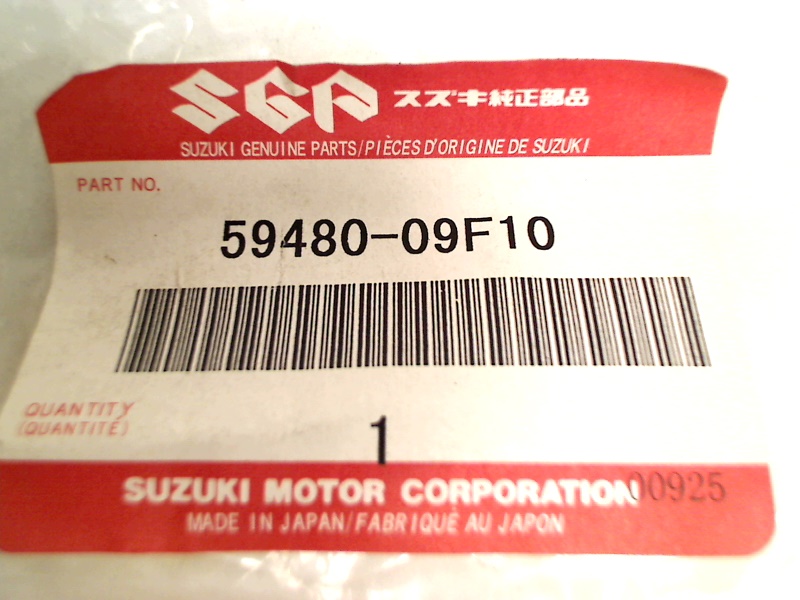 SGP スズキ純正部品
SUZUKI GENUINE PARTS/PIÈCES D'ORIGINE DE SUZUKI
PART NO.
59480-09F10
QUANTITY
(QUANTITÉ)
1
SUZUKI MOTOR CORPORATION 00925
MADE IN JAPAN/FABRIQUÉ AU JAPON